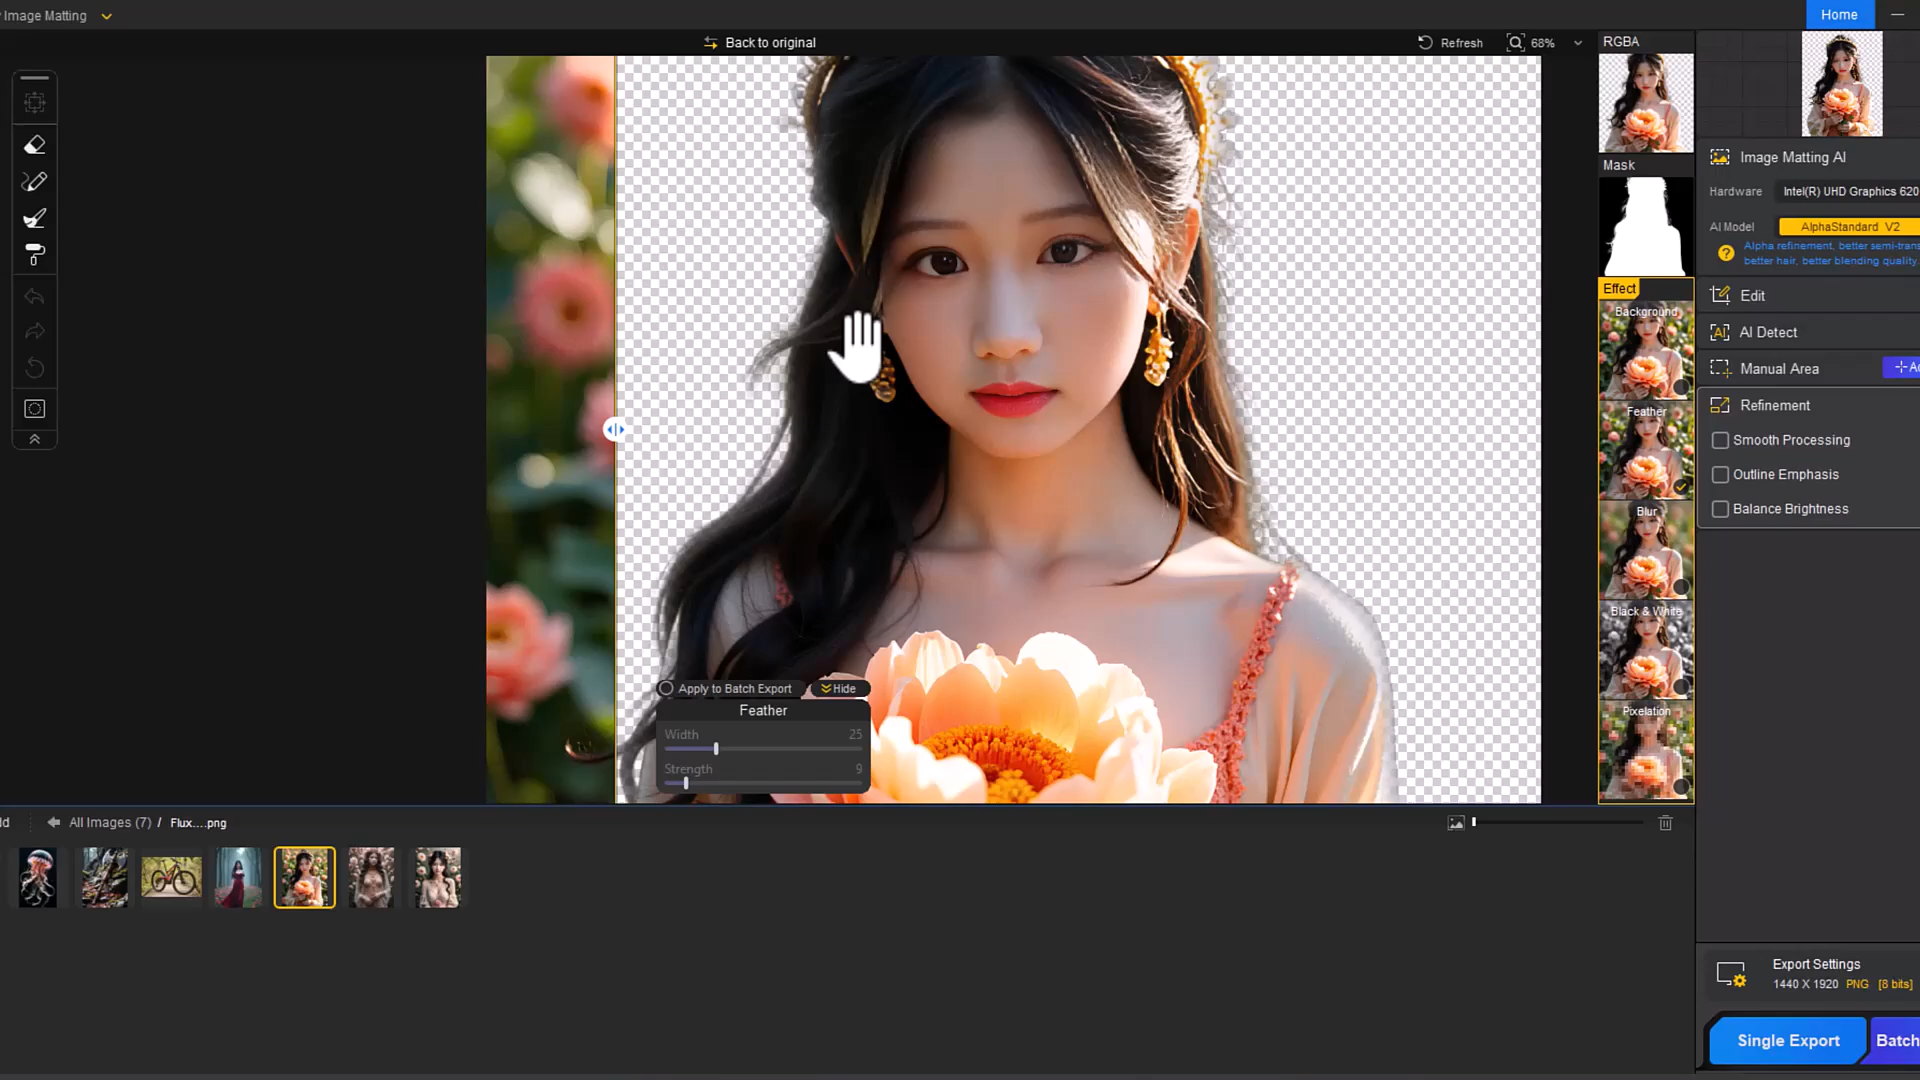 Image Matting
Home
Back to original
Refresh
68%
RGBA
Mask
Image Matting AI
Hardware
Intel(R) UHD Graphics 620
AI Model
AlphaStandard V2
Alpha refinement, better semi-trans
better hair, better blending quality.
Effect
Background
Feather
Blur
Black & White
Pixelation
Edit
AI Detect
Manual Area
Refinement
Smooth Processing
Outline Emphasis
Balance Brightness
Apply to Batch Export
Hide
Feather
Width 25
Strength 9
All Images (7) / Flux....png
Export Settings
1440 X 1920 PNG [8 bits]
Single Export
Batch